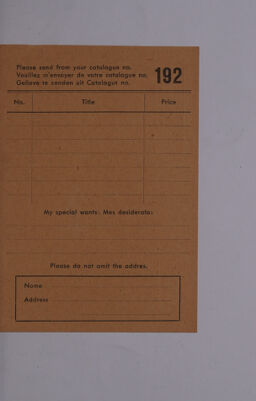 Please send from your catalogue no.
Veuillez m'envoyer de votre catalogue no. 192
Gelieve te zenden uit Catalogus no.
No. Title Price
My special wants: Mes desiderata:
Please do not omit the addres.
Name
Address